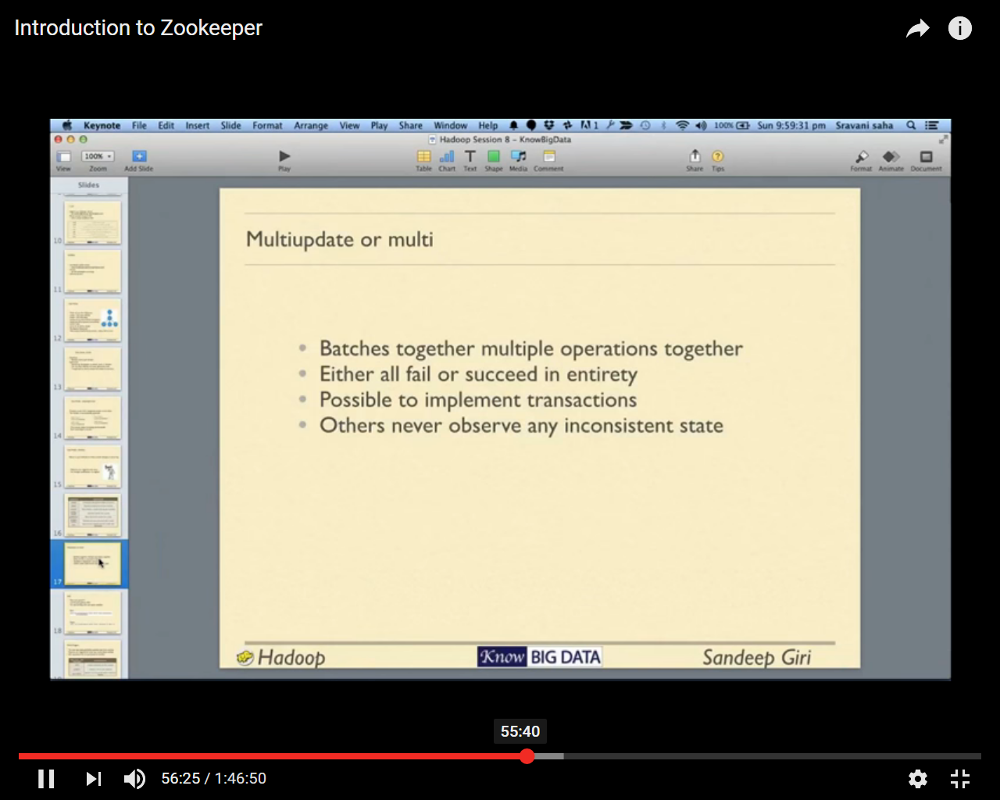 Introduction to Zookeeper
Keynote File Edit Insert Slide Format Arrange View Play Share Window Help 1 100% Sun 9:59:31 pm Sravani saha
Hadoop Session 8 - KnowBigData
100%
View Zoom Add Slide Play Table Chart Text Shape Media Comment Share Tips Format Animate Document
Slides
10
11
12
13
14
15
16
17
18
Multiupdate or multi
• Batches together multiple operations together
• Either all fail or succeed in entirety
• Possible to implement transactions
• Others never observe any inconsistent state
Hadoop Know BIG DATA Sandeep Giri
55:40
56:25 / 1:46:50